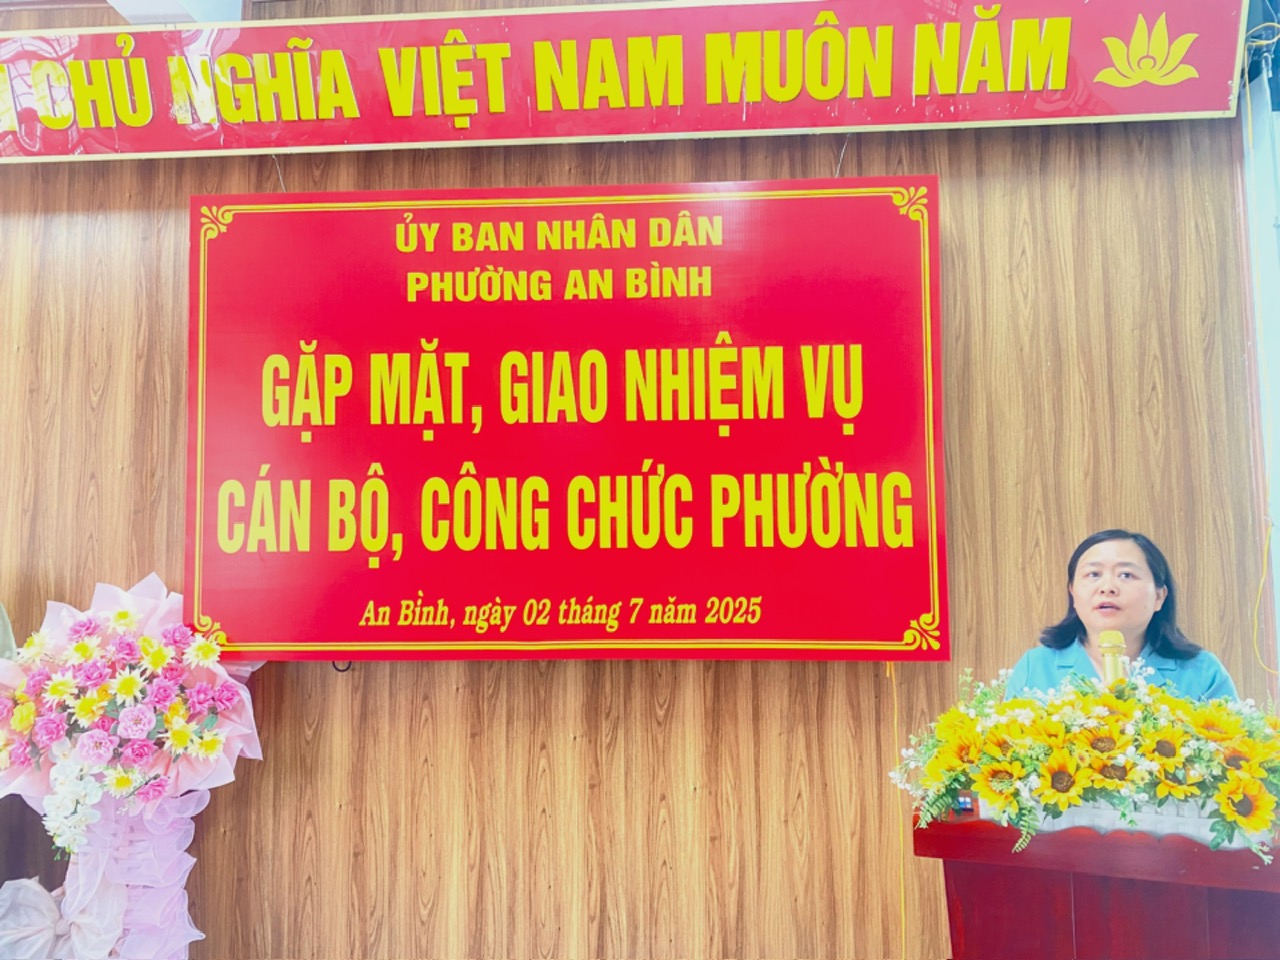 CHỦ NGHĨA VIỆT NAM MUÔN NĂM
ỦY BAN NHÂN DÂN
PHƯỜNG AN BÌNH
GẶP MẶT, GIAO NHIỆM VỤ
CÁN BỘ, CÔNG CHỨC PHƯỜNG
An Bình, ngày 02 tháng 7 năm 2025